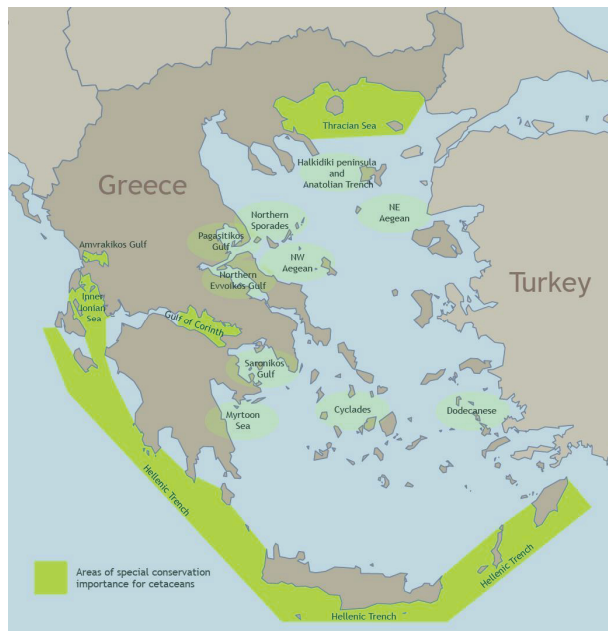 Thracian Sea
Halkidiki peninsula
and
Anatolian Trench
Greece
NE
Aegean
Northern
Sporades
Pagasitikos
Gulf
Amvrakikos Gulf
NW
Aegean
Northern
Evvoikos Gulf
Turkey
Inner
Ionian
Sea
Gulf of Corinth
Saronikos
Gulf
Myrtoon
Sea
Cyclades
Dodecanese
Hellenic Trench
Hellenic Trench
Hellenic Trench
Areas of special conservation
importance for cetaceans